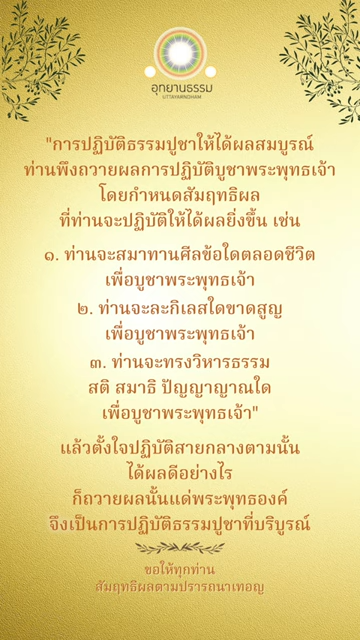 อุทยานธรรม
UTTAYARNDHAM
"การปฏิบัติธรรมปูชาให้ได้ผลสมบูรณ์
ท่านพึงถวายผลการปฏิบัติบูชาพระพุทธเจ้า
โดยกำหนดสัมฤทธิผล
ที่ท่านจะปฏิบัติให้ได้ผลยิ่งขึ้น เช่น
๑. ท่านจะสมาทานศีลข้อใดตลอดชีวิต
เพื่อบูชาพระพุทธเจ้า
๒. ท่านจะละกิเลสใดขาดสูญ
เพื่อบูชาพระพุทธเจ้า
๓. ท่านจะทรงวิหารธรรม
สติ สมาธิ ปัญญาญาณใด
เพื่อบูชาพระพุทธเจ้า"
แล้วตั้งใจปฏิบัติสายกลางตามนั้น
ได้ผลดีอย่างไร
ก็ถวายผลนั้นแด่พระพุทธองค์
จึงเป็นการปฏิบัติธรรมปูชาที่บริบูรณ์
ขอให้ทุกท่าน
สัมฤทธิผลตามปรารถนาเทอญ